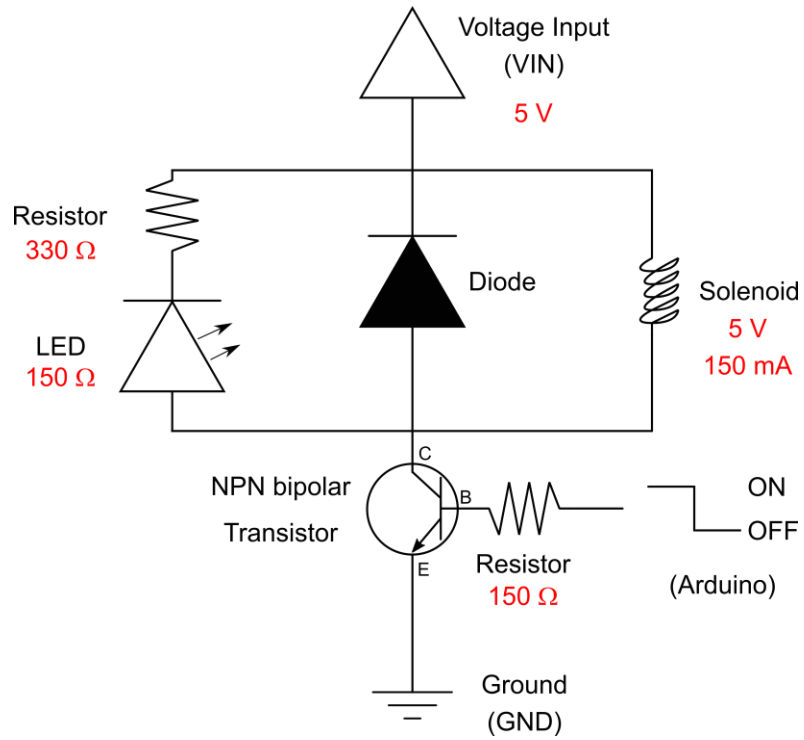 Voltage Input
(VIN)
5 V
Resistor
330 Ω
Diode
Solenoid
5 V
150 mA
LED
150 Ω
C
NPN bipolar
Transistor
B
E
ON
OFF
Resistor
150 Ω
(Arduino)
Ground
(GND)